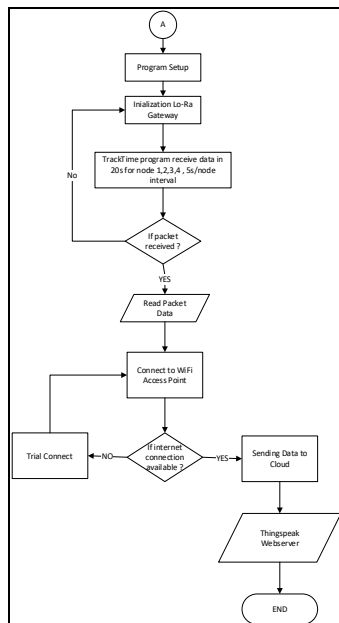 A
Program Setup
Inialization Lo-Ra
Gateway
TrackTime program receive data in
20s for node 1,2,3,4 , 5s/node
interval
No
If packet
received ?
YES
Read Packet
Data
Connect to WiFi
Access Point
Trial Connect
NO
If internet
connection
available ?
YES
Sending Data to
Cloud
Thingspeak
Webserver
END